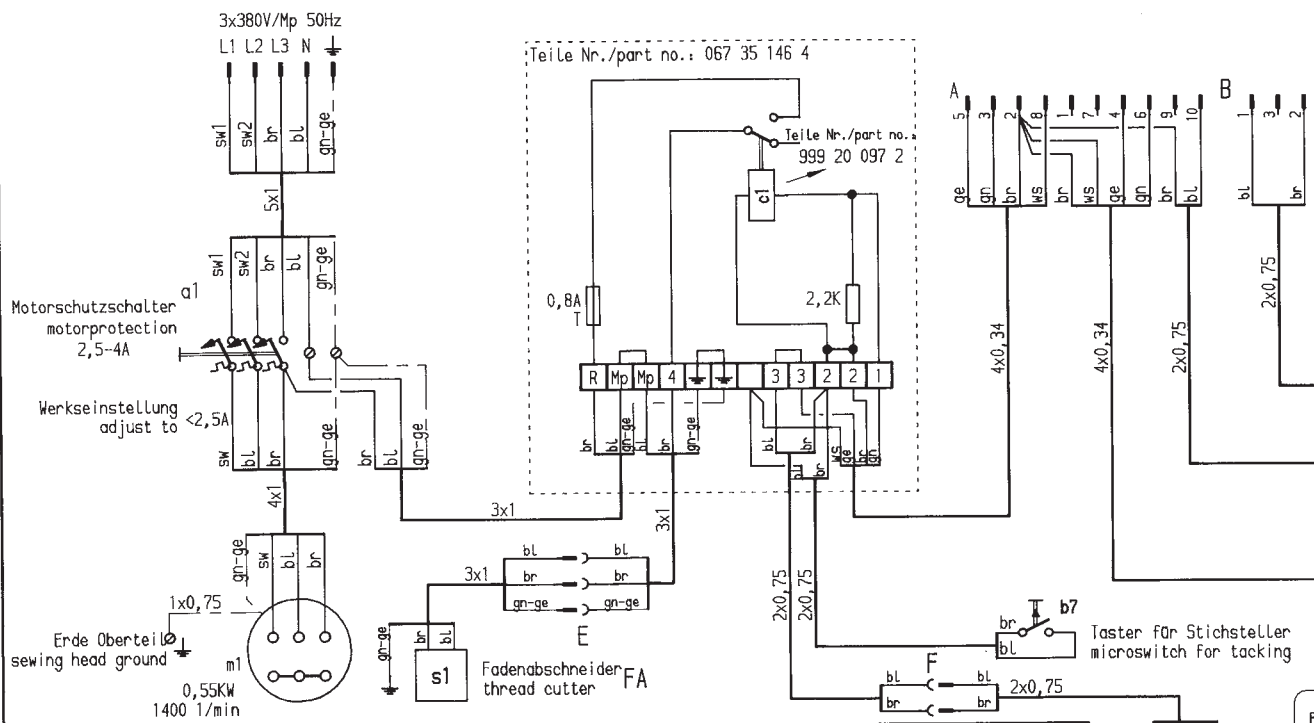 3x380V/Mp 50Hz
L1 L2 L3 N
sw1 sw2 br bl gn-ge
5x1
sw1 sw2 br bl gn-ge
a1
Motorschutzschalter
motorprotection
2,5-4A
Werkseinstellung
adjust to <2,5A
sw bl br gn-ge br bl gn-ge
4x1
gn-ge sw bl br
1x0,75
Erde Oberteil
sewing head ground
m1
0,55KW
1400 1/min
3x1
Teile Nr./part no.: 067 35 146 4
Teile Nr./part no.:
999 20 097 2
c1
0,8A
T
2,2K
R Mp Mp 4 3 3 2 2 1
br bl gn-ge bl br gn-ge bl br ws ge br gn
bl br
3x1
3x1
bl bl
br br
gn-ge gn-ge
E
gn-ge br bl
s1
Fadenabschneider
thread cutter
FA
2x0,75
2x0,75
A
5 3 2 8 1 7 4 6 9 10
ge gn br ws br ws ge gn br bl
4x0,34
4x0,34
2x0,75
B
1 3 2
bl br
2x0,75
b7
br
bl
Taster für Stichsteller
microswitch for tacking
F
bl bl
br br
2x0,75